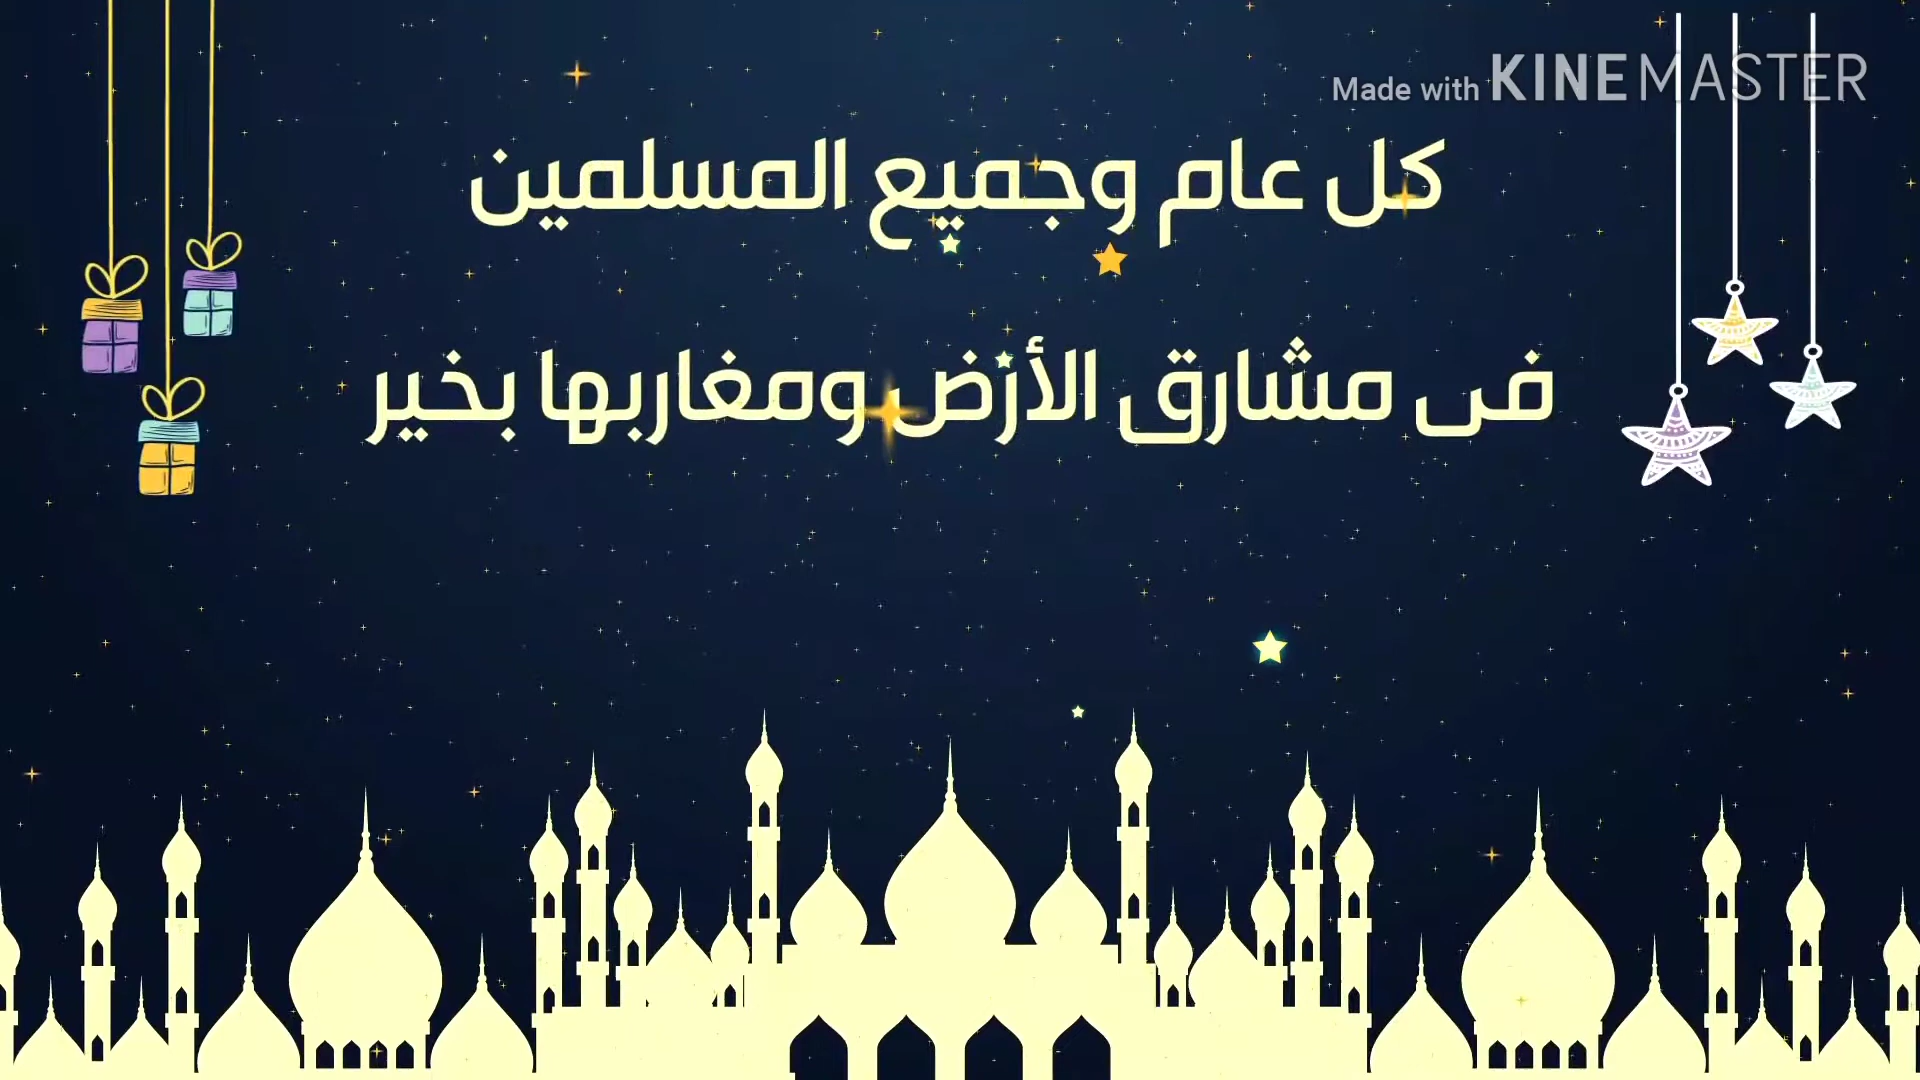 Made with KINEMASTER
كل عام وجميع المسلمين
فى مشارق الأرض ومغاربها بخير